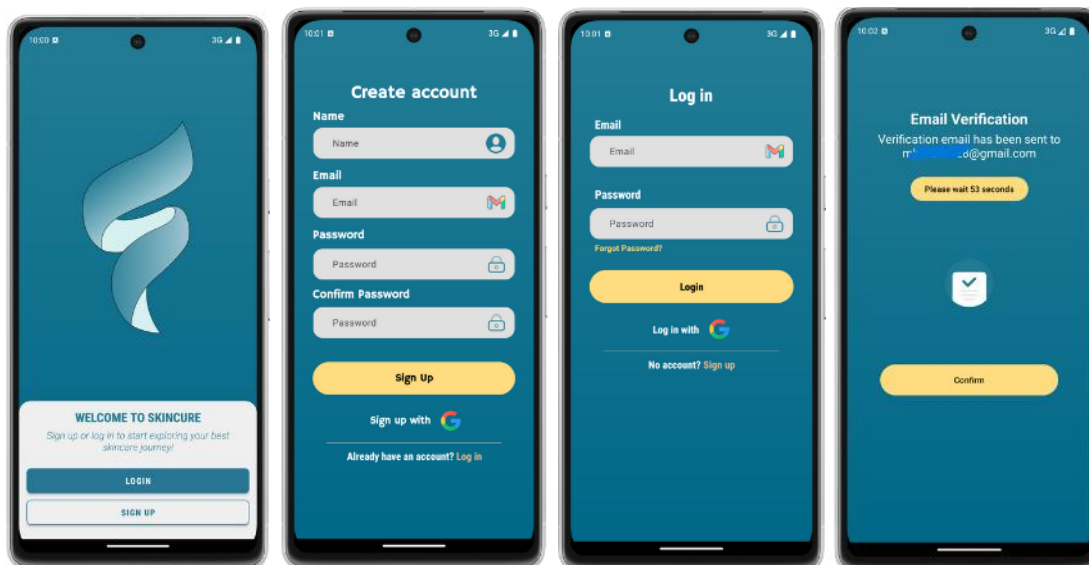 10:00
3G
WELCOME TO SKINCURE
Sign up or log in to start exploring your best
skincare journey!
LOGIN
SIGN UP
10:01
3G
Create account
Name
Name
Email
Email
Password
Password
Confirm Password
Password
Sign Up
Sign up with
Already have an account? Log in
10:01
3G
Log in
Email
Email
Password
Password
Forgot Password?
Login
Log in with
No account? Sign up
10:02
3G
Email Verification
Verification email has been sent to
@gmail.com
Please wait 53 seconds
Confirm